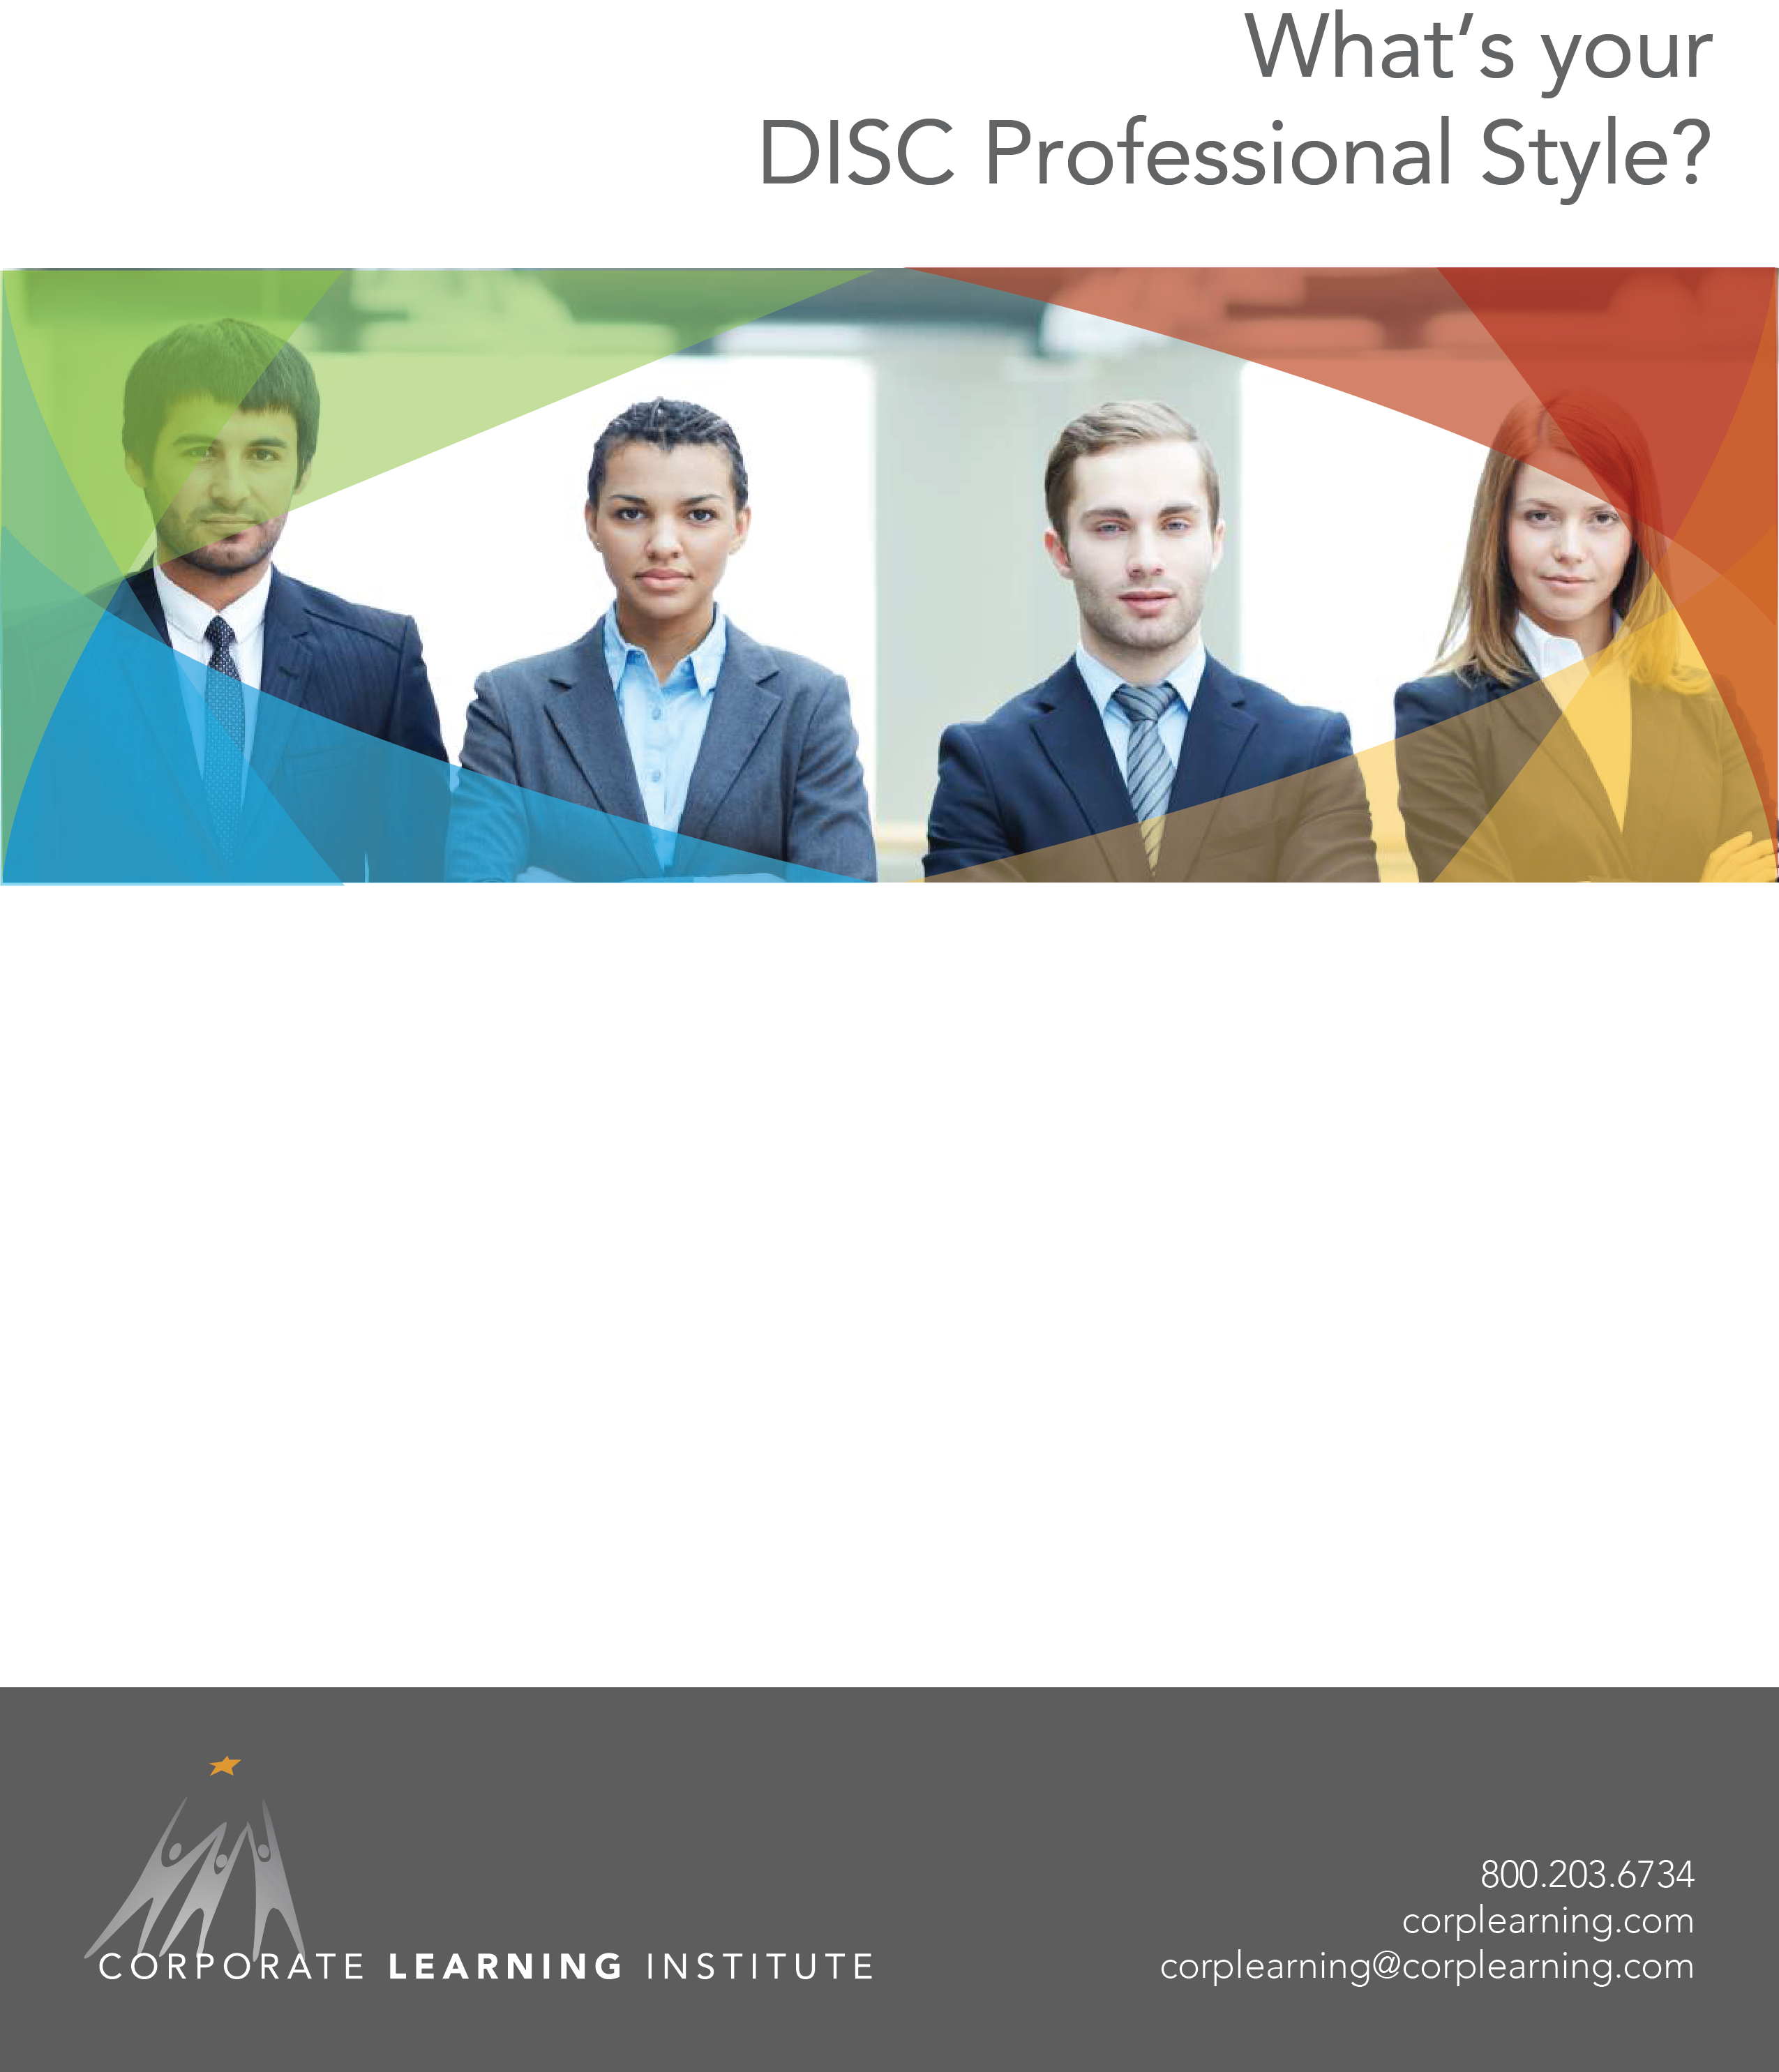 What's your
DISC Professional Style?
CORPORATE LEARNING INSTITUTE
800.203.6734
corplearning.com
corplearning@corplearning.com